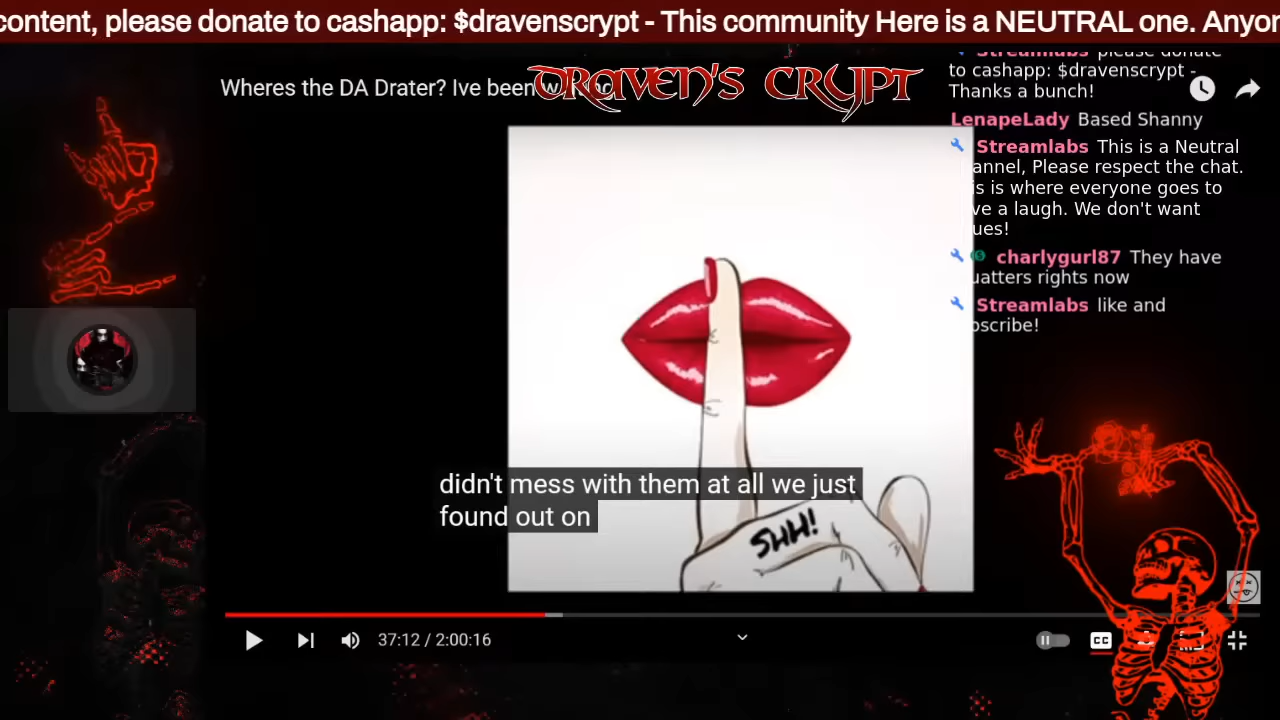 content, please donate to cashapp: $dravenscrypt - This community Here is a NEUTRAL one. Anyor
Wheres the DA Drater? Ive been
DRAVEN'S CRYPT
Streamlabs please donate
to cashapp: $dravenscrypt -
Thanks a bunch!
LenapeLady Based Shanny
Streamlabs This is a Neutral
annel, Please respect the chat.
is is where everyone goes to
ve a laugh. We don't want
ues!
charlygurl87 They have
uatters rights now
Streamlabs like and
oscribe!
didn't mess with them at all we just
found out on
SHH!
37:12 / 2:00:16
CC